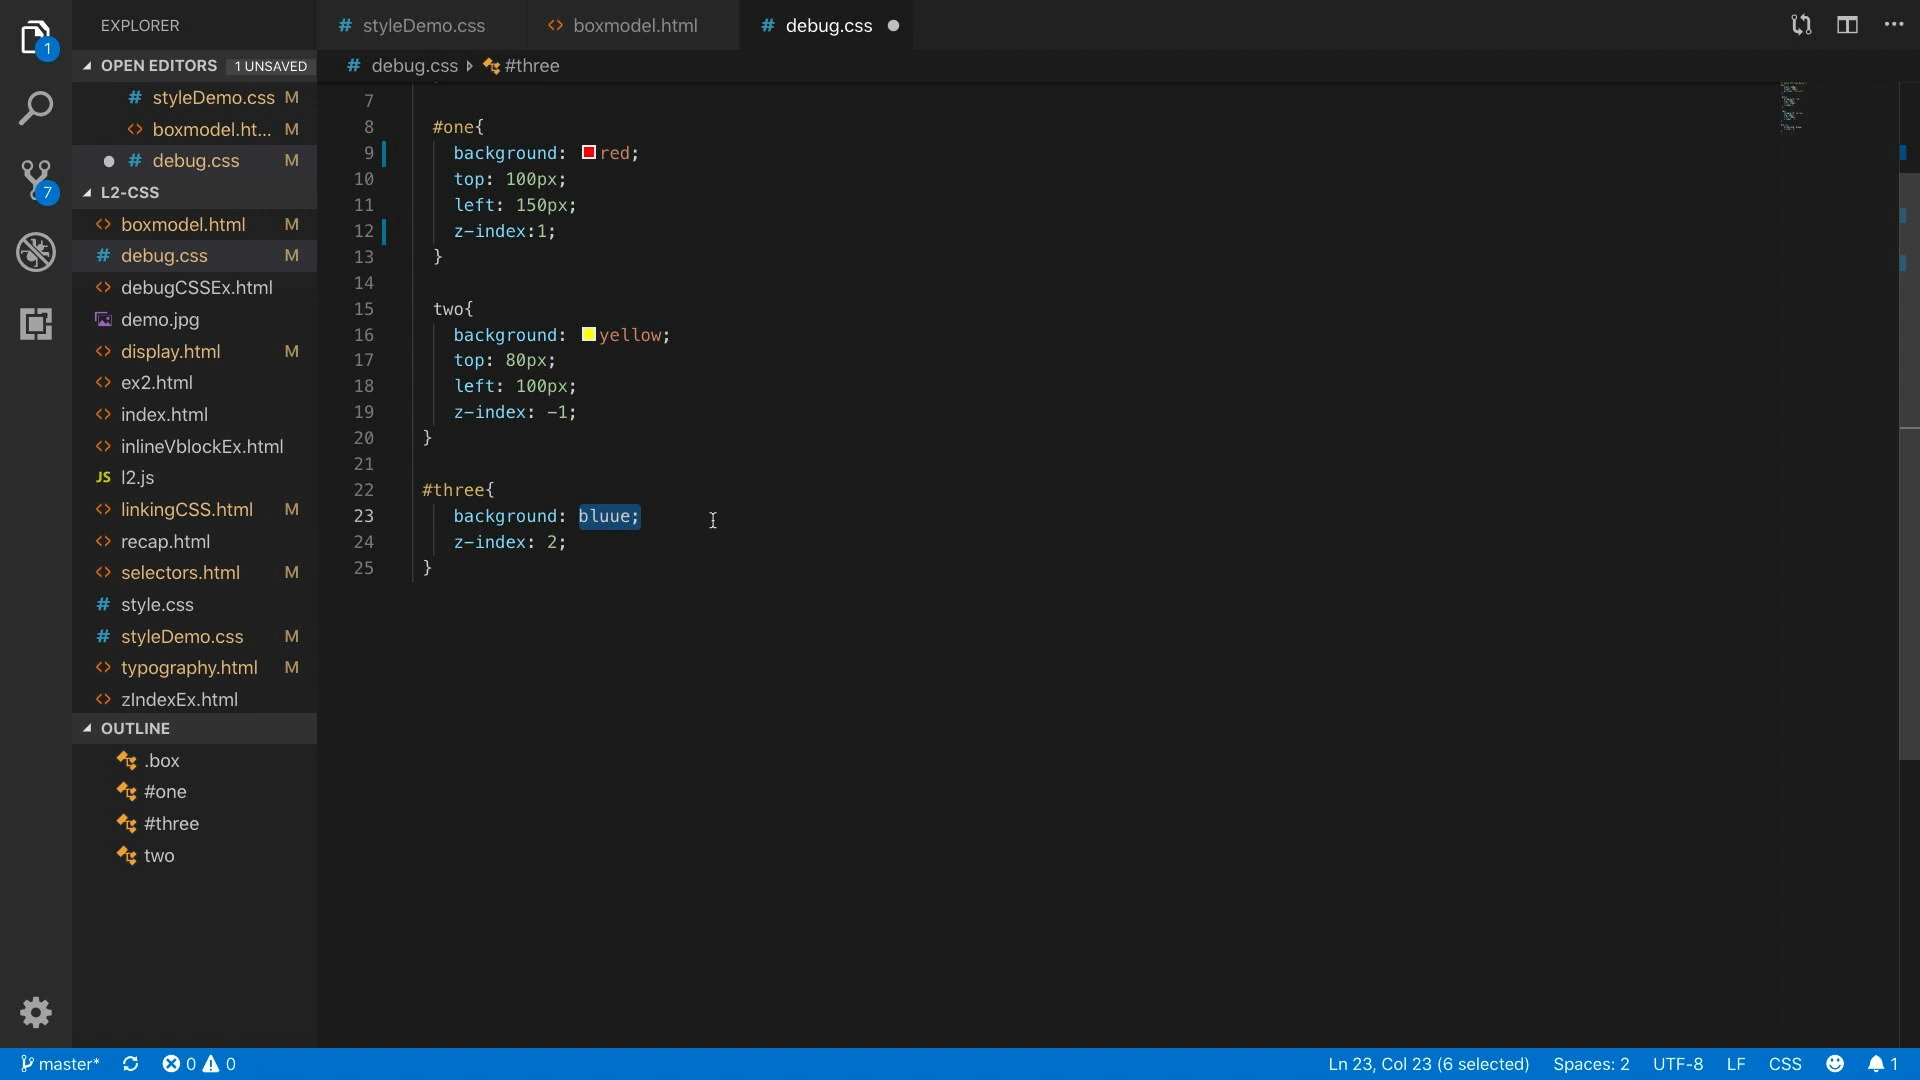 EXPLORER
OPEN EDITORS 1 UNSAVED
# styleDemo.css M
<> boxmodel.ht... M
# debug.css M
L2-CSS
<> boxmodel.html M
# debug.css M
<> debugCSSEx.html
demo.jpg
<> display.html M
<> ex2.html
<> index.html
<> inlineVblockEx.html
JS l2.js
<> linkingCSS.html M
<> recap.html
<> selectors.html M
# style.css
# styleDemo.css M
<> typography.html M
<> zIndexEx.html
OUTLINE
.box
#one
#three
two
1
7
# styleDemo.css
<> boxmodel.html
# debug.css
# debug.css #three
7
8 #one{
9 background: red;
10 top: 100px;
11 left: 150px;
12 z-index:1;
13 }
14
15 two{
16 background: yellow;
17 top: 80px;
18 left: 100px;
19 z-index: -1;
20 }
21
22 #three{
23 background: bluue;
24 z-index: 2;
25 }
master* 0 0 Ln 23, Col 23 (6 selected) Spaces: 2 UTF-8 LF CSS 1